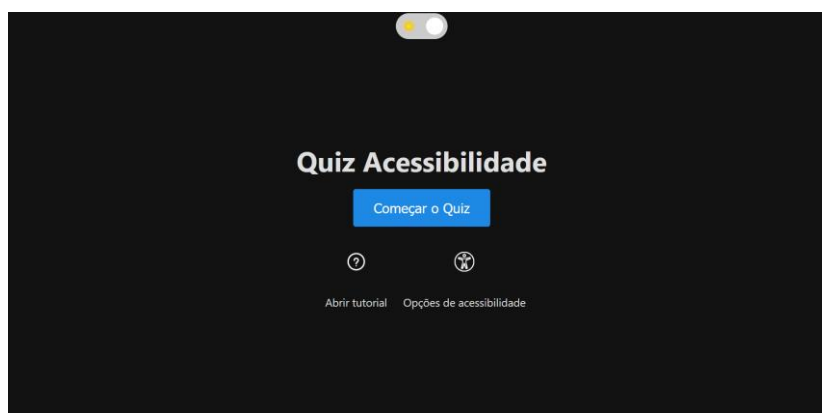 Quiz Acessibilidade
Começar o Quiz
Abrir tutorial Opções de acessibilidade